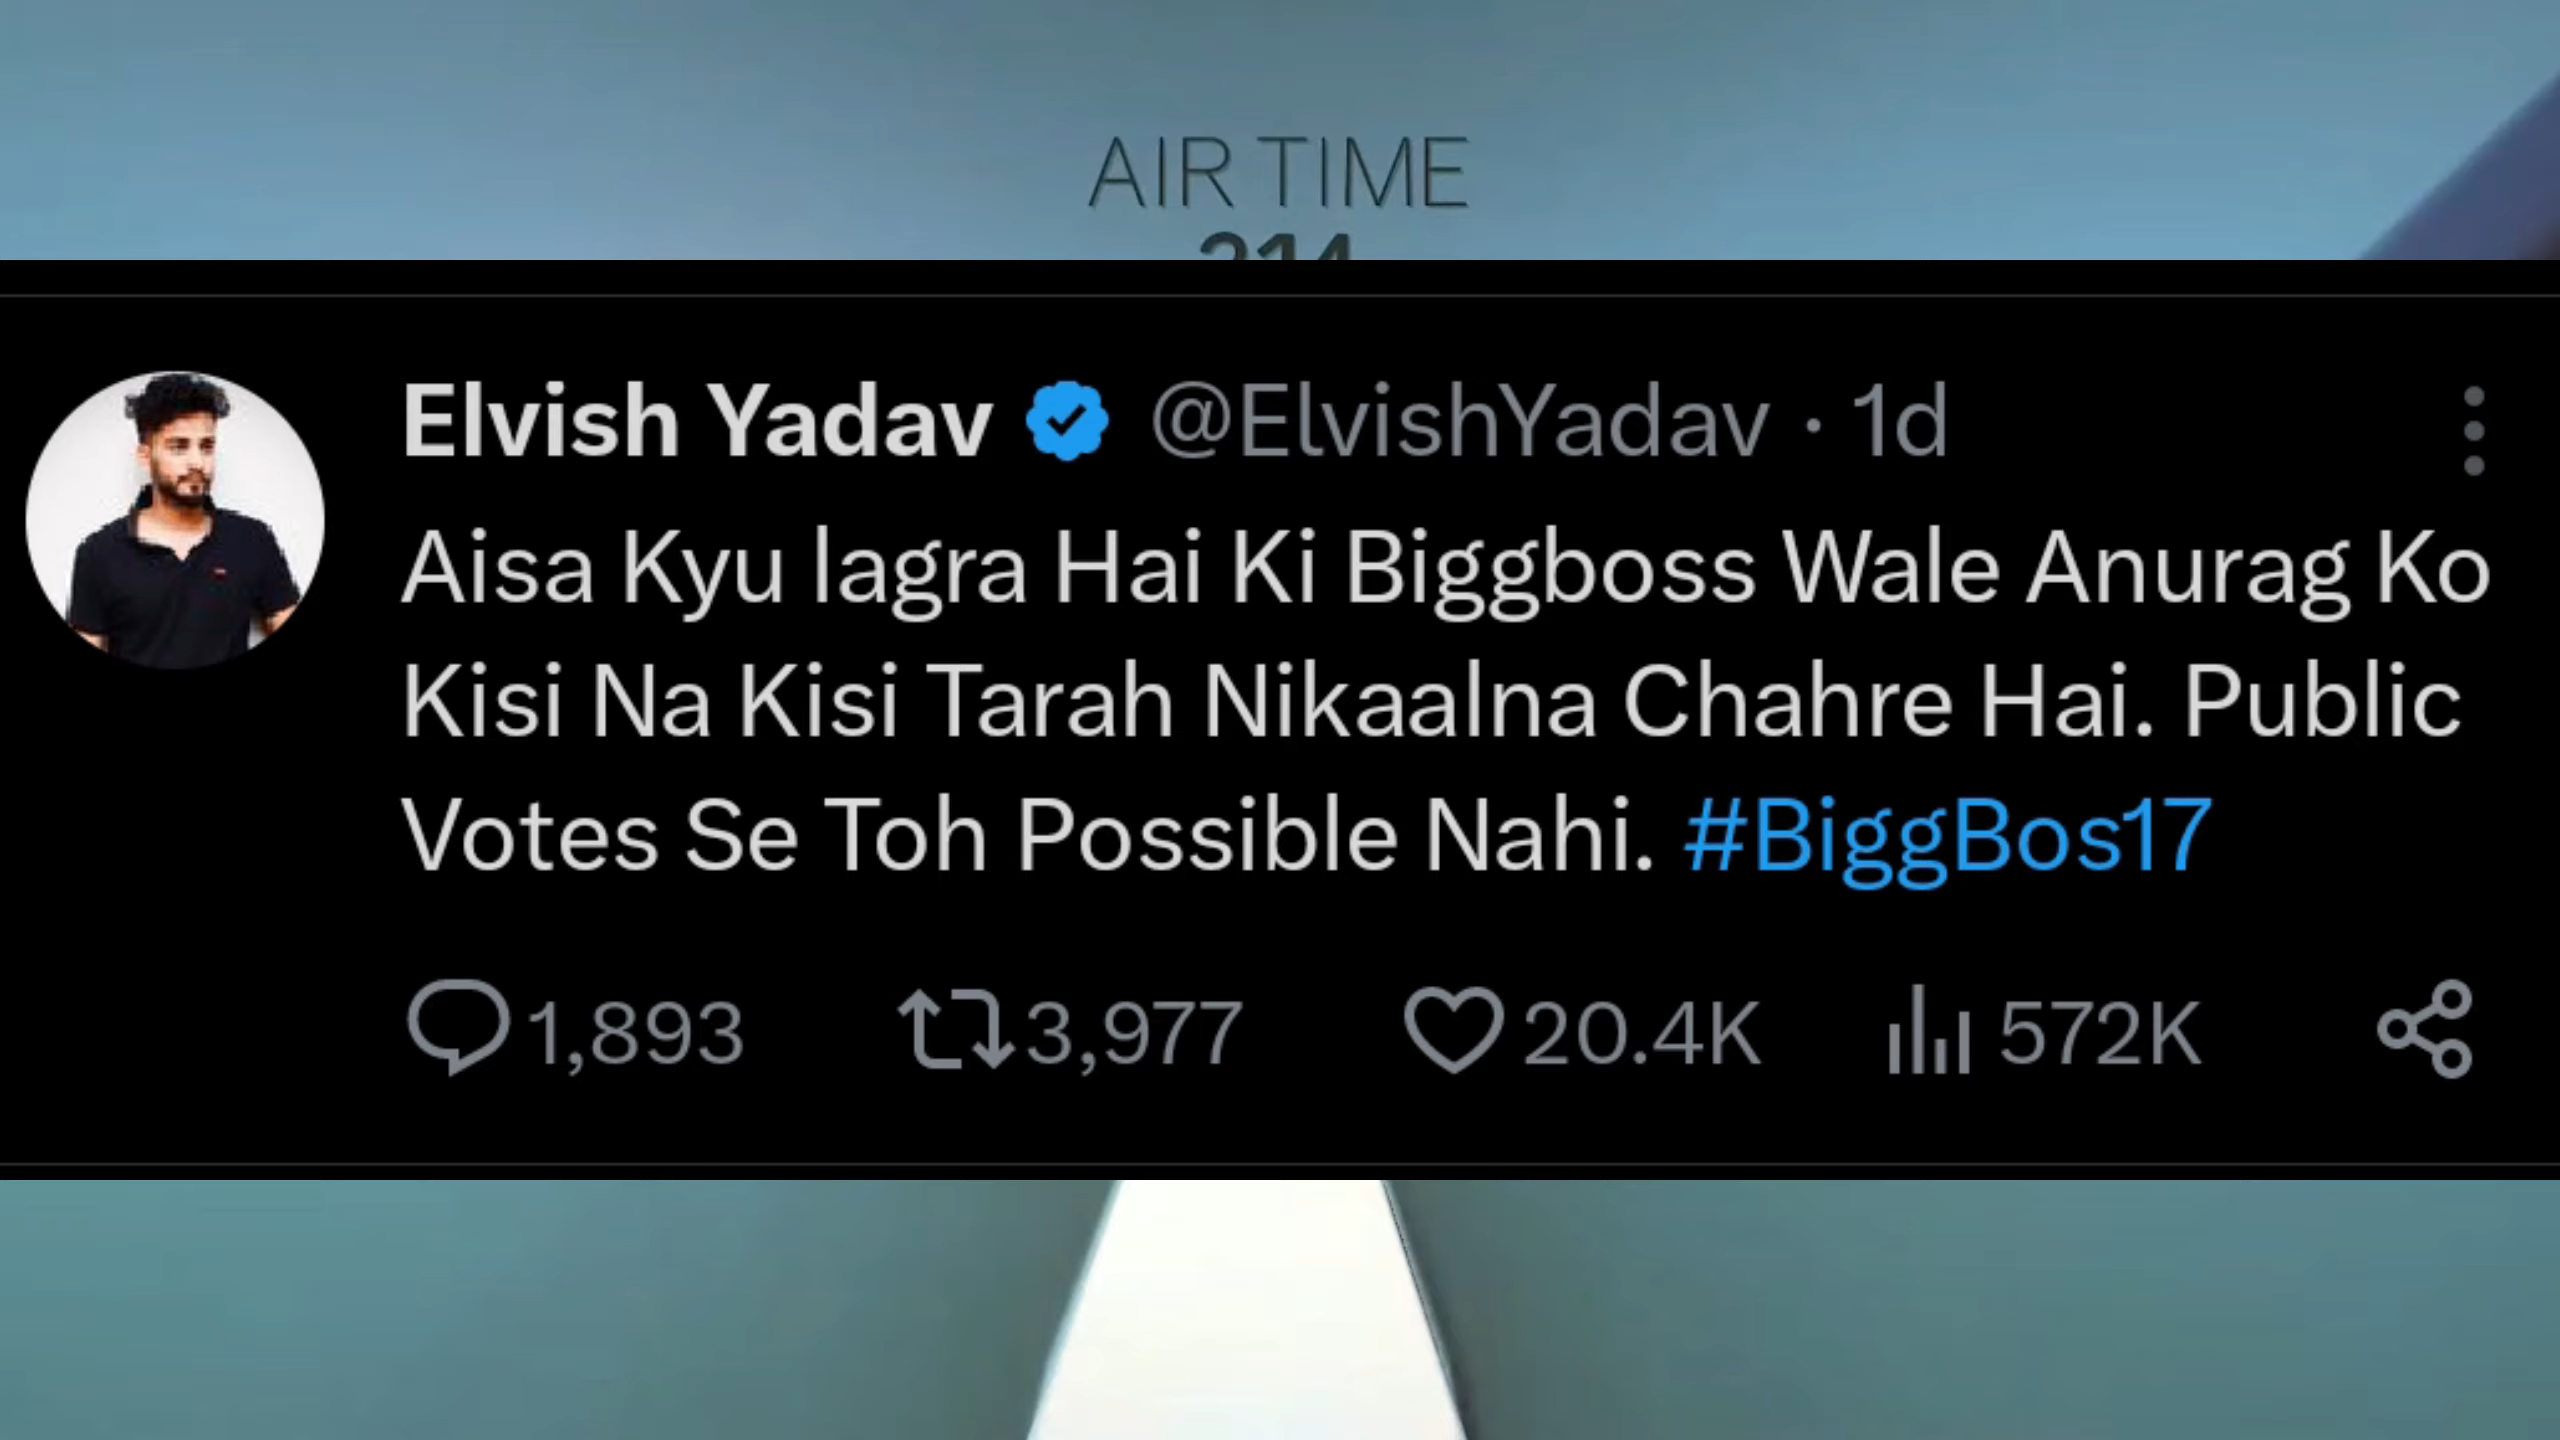 AIR TIME
214
Elvish Yadav @ElvishYadav · 1d
Aisa Kyu lagra Hai Ki Biggboss Wale Anurag Ko
Kisi Na Kisi Tarah Nikaalna Chahre Hai. Public
Votes Se Toh Possible Nahi. #BiggBos17
1,893 3,977 20.4K 572K